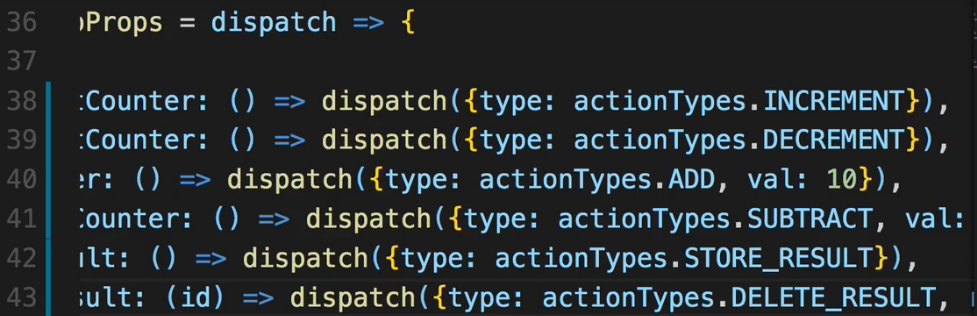 36 Props = dispatch => {
37
38 Counter: () => dispatch({type: actionTypes.INCREMENT}),
39 Counter: () => dispatch({type: actionTypes.DECREMENT}),
40 er: () => dispatch({type: actionTypes.ADD, val: 10}),
41 Counter: () => dispatch({type: actionTypes.SUBTRACT, val:
42 ult: () => dispatch({type: actionTypes.STORE_RESULT}),
43 sult: (id) => dispatch({type: actionTypes.DELETE_RESULT,